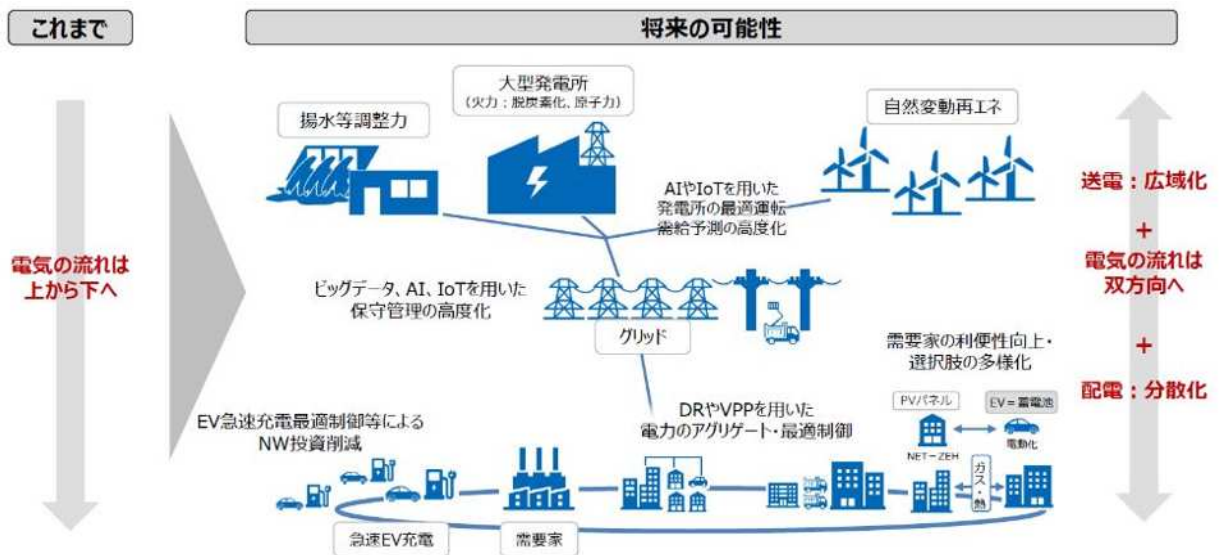 これまで
将来の可能性
電気の流れは
上から下へ
揚水等調整力
大型発電所
(火力:脱炭素化、原子力)
自然変動再エネ
AIやIoTを用いた
発電所の最適運転
需給予測の高度化
送電:広域化
+
電気の流れは
双方向へ
+
配電:分散化
ビッグデータ、AI、IoTを用いた
保守管理の高度化
グリッド
需要家の利便性向上・
選択肢の多様化
EV急速充電最適制御等による
NW投資削減
DRやVPPを用いた
電力のアグリゲート・最適制御
PVパネル
EV=蓄電池
電動化
NET-ZEH
ガス・熱
急速EV充電
需要家